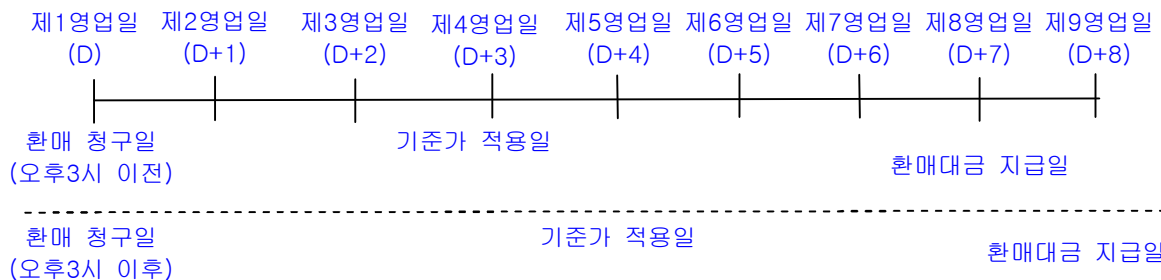 제1영업일 제2영업일 제3영업일 제4영업일 제5영업일 제6영업일 제7영업일 제8영업일 제9영업일
(D) (D+1) (D+2) (D+3) (D+4) (D+5) (D+6) (D+7) (D+8)
환매 청구일 기준가 적용일
(오후3시 이전) 환매대금 지급일
환매 청구일 기준가 적용일
(오후3시 이후) 환매대금 지급일